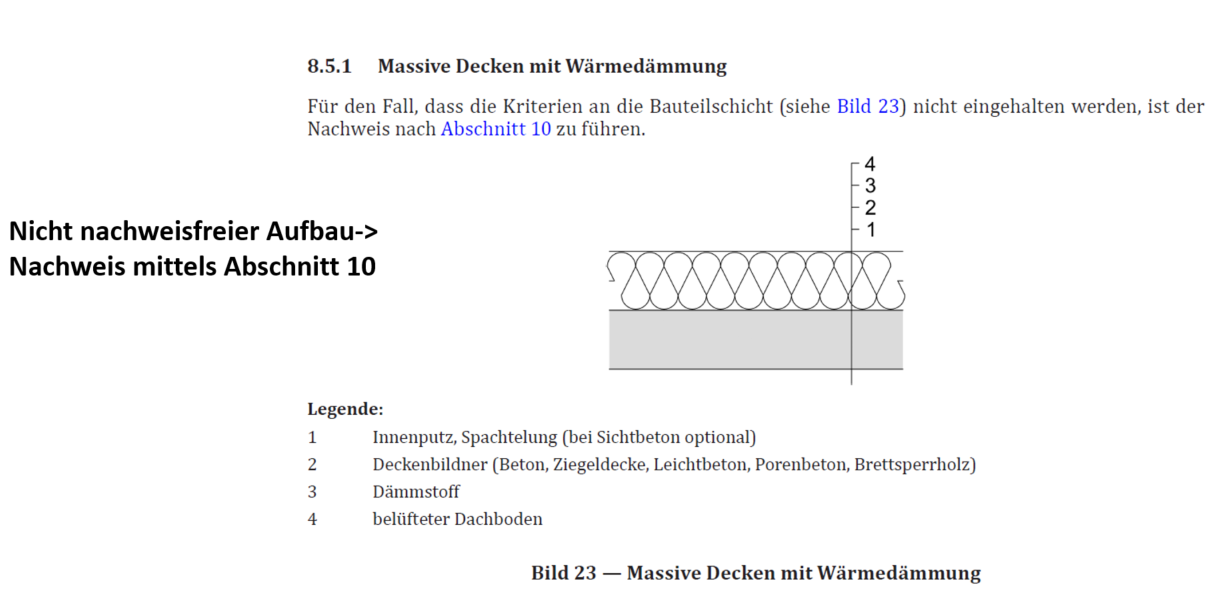 8.5.1 Massive Decken mit Wärmedämmung
Für den Fall, dass die Kriterien an die Bauteilschicht (siehe Bild 23) nicht eingehalten werden, ist der
Nachweis nach Abschnitt 10 zu führen.
4
3
2
1
Nicht nachweisfreier Aufbau->
Nachweis mittels Abschnitt 10
Legende:
1 Innenputz, Spachtelung (bei Sichtbeton optional)
2 Deckenbildner (Beton, Ziegeldecke, Leichtbeton, Porenbeton, Brettsperrholz)
3 Dämmstoff
4 belüfteter Dachboden
Bild 23 — Massive Decken mit Wärmedämmung